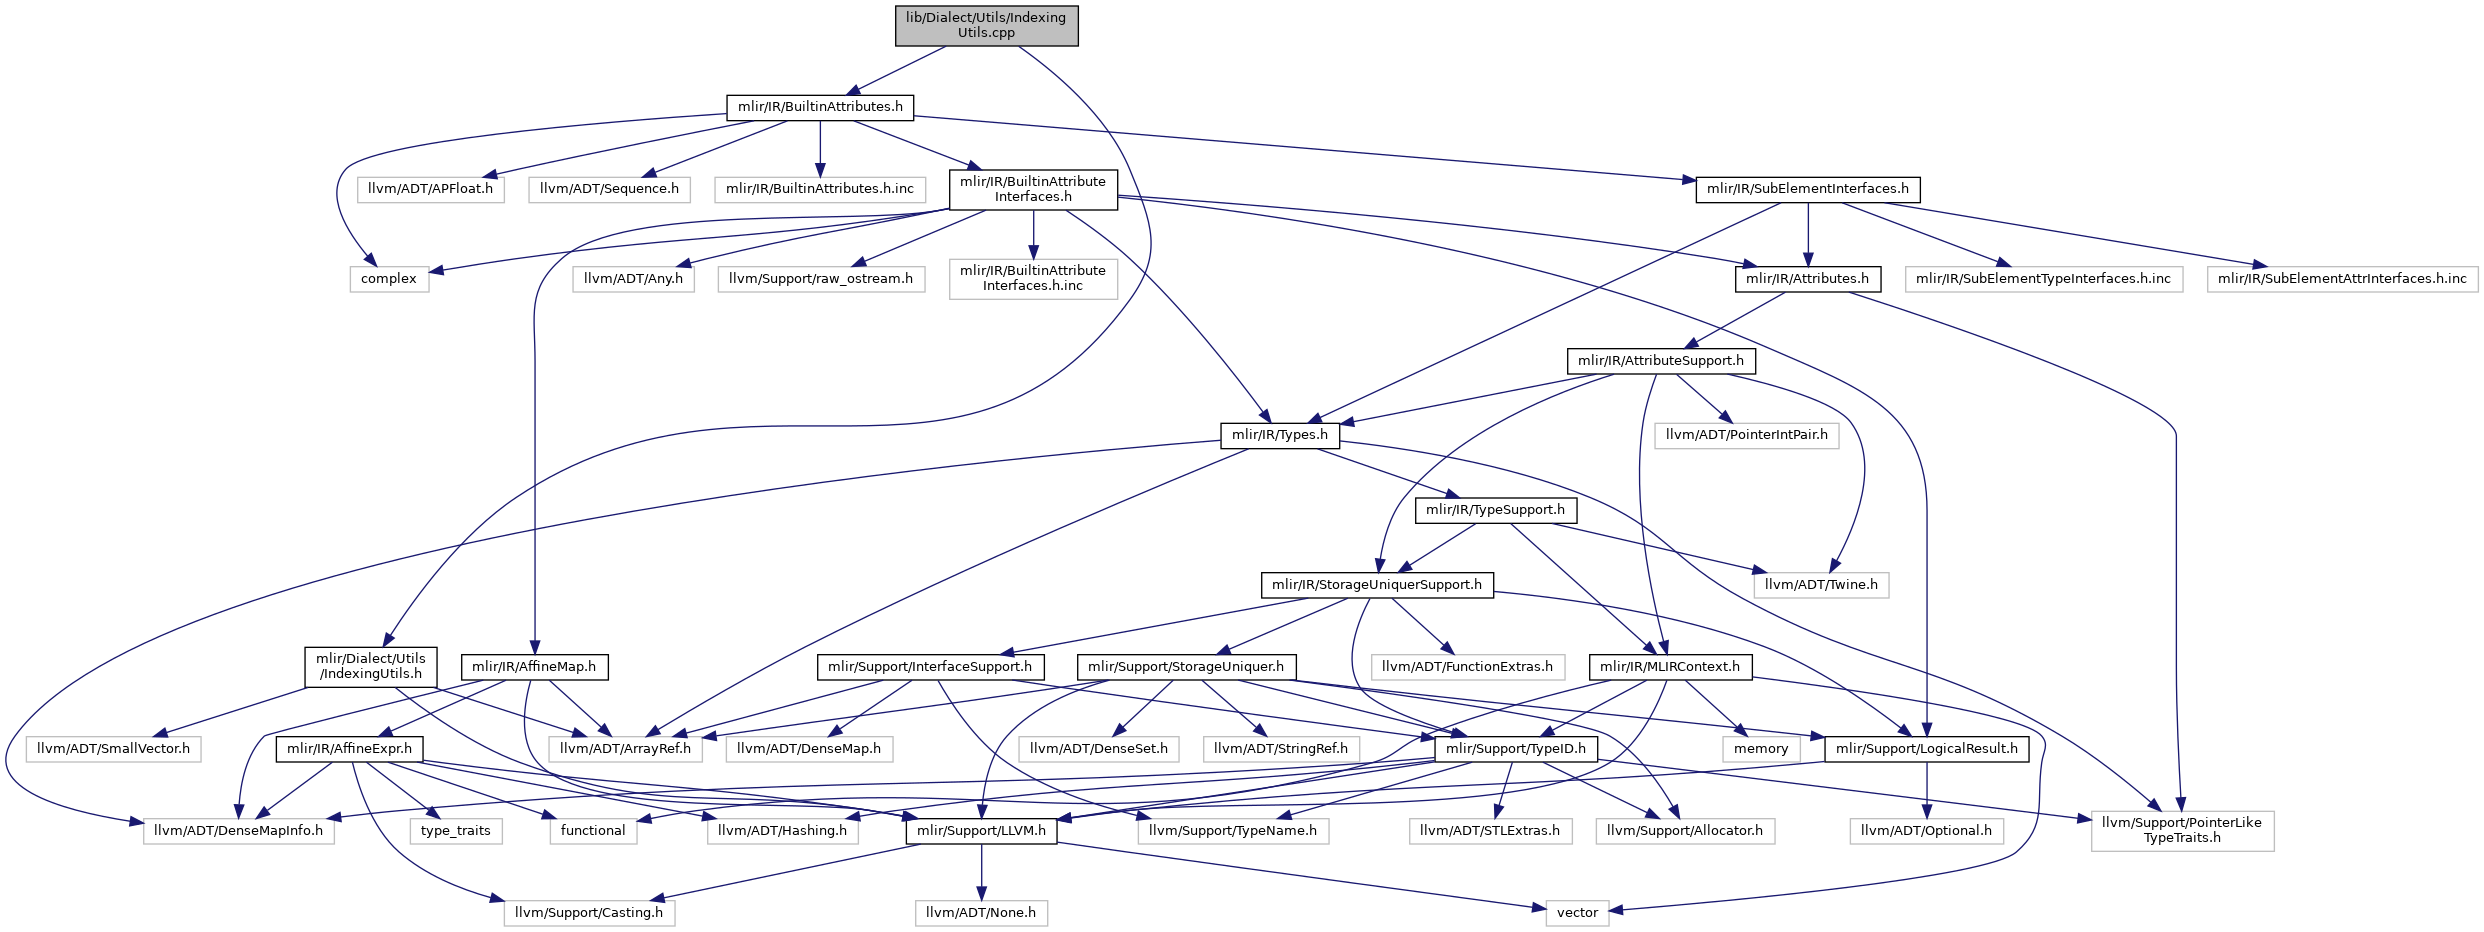 lib/Dialect/Utils/Indexing
Utils.cpp
mlir/IR/BuiltinAttributes.h
llvm/ADT/APFloat.h
llvm/ADT/Sequence.h
mlir/IR/BuiltinAttributes.h.inc
mlir/IR/BuiltinAttribute
Interfaces.h
mlir/IR/SubElementInterfaces.h
complex
llvm/ADT/Any.h
llvm/Support/raw_ostream.h
mlir/IR/BuiltinAttribute
Interfaces.h.inc
mlir/IR/Attributes.h
mlir/IR/SubElementTypeInterfaces.h.inc
mlir/IR/SubElementAttrInterfaces.h.inc
mlir/IR/AttributeSupport.h
mlir/IR/Types.h
llvm/ADT/PointerIntPair.h
mlir/IR/TypeSupport.h
mlir/IR/StorageUniquerSupport.h
llvm/ADT/Twine.h
mlir/Dialect/Utils
/IndexingUtils.h
mlir/IR/AffineMap.h
mlir/Support/InterfaceSupport.h
mlir/Support/StorageUniquer.h
llvm/ADT/FunctionExtras.h
mlir/IR/MLIRContext.h
llvm/ADT/SmallVector.h
mlir/IR/AffineExpr.h
llvm/ADT/ArrayRef.h
llvm/ADT/DenseMap.h
llvm/ADT/DenseSet.h
llvm/ADT/StringRef.h
mlir/Support/TypeID.h
memory
mlir/Support/LogicalResult.h
llvm/ADT/DenseMapInfo.h
type_traits
functional
llvm/ADT/Hashing.h
mlir/Support/LLVM.h
llvm/Support/TypeName.h
llvm/ADT/STLExtras.h
llvm/Support/Allocator.h
llvm/ADT/Optional.h
llvm/Support/PointerLike
TypeTraits.h
llvm/Support/Casting.h
llvm/ADT/None.h
vector